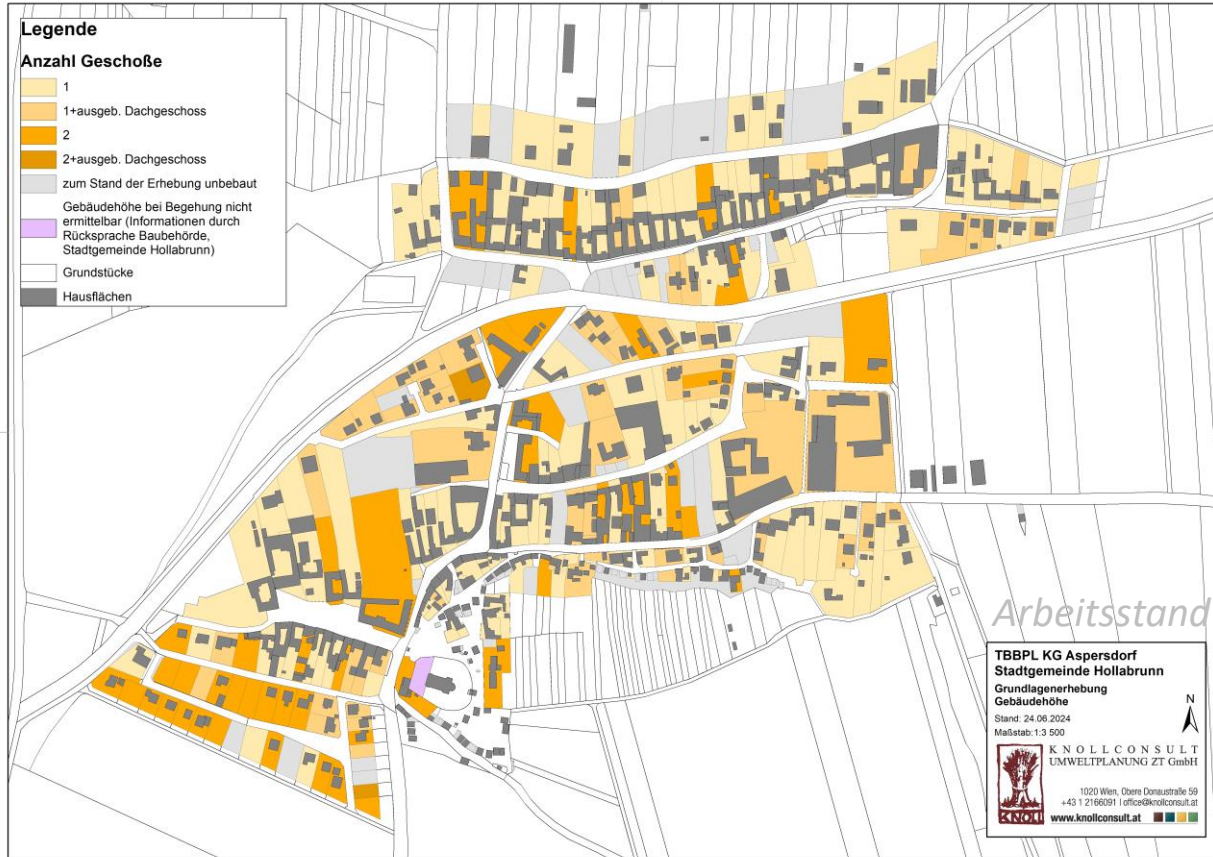 Legende
Anzahl Geschoße
1
1+ausgeb. Dachgeschoss
2
2+ausgeb. Dachgeschoss
zum Stand der Erhebung unbebaut
Gebäudehöhe bei Begehung nicht
ermittelbar (Informationen durch
Rücksprache Baubehörde,
Stadtgemeinde Hollabrunn)
Grundstücke
Hausflächen
Arbeitsstand
TBBPL KG Aspersdorf
Stadtgemeinde Hollabrunn
Grundlagenerhebung
Gebäudehöhe
Stand: 24.06.2024
Maßstab: 1:3 500
N
KNOLLCONSULT
UMWELTPLANUNG ZT GmbH
1020 Wien, Obere Donaustraße 59
+43 1 2166091 I office@knollconsult.at
KNOLL
www.knollconsult.at